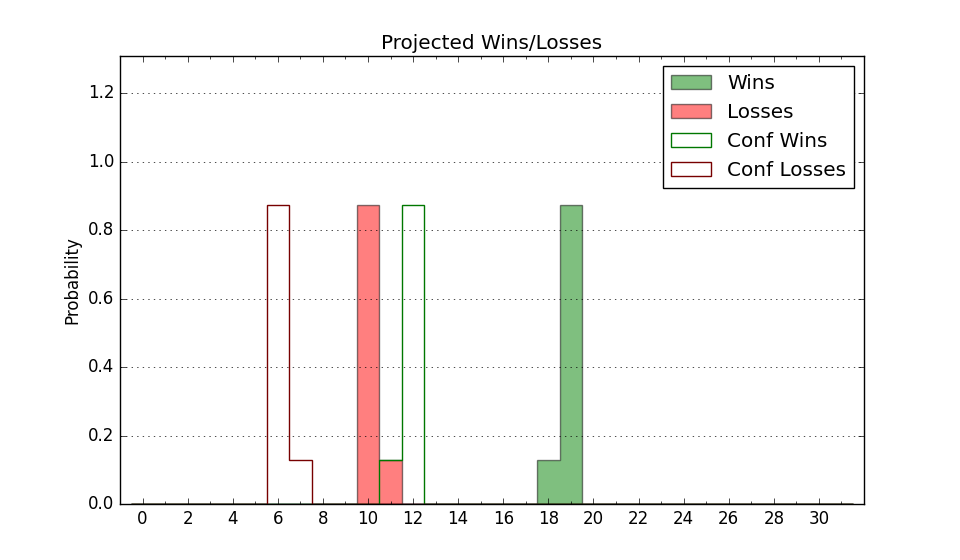 Projected Wins/Losses
Wins
Losses
Conf Wins
Conf Losses
Probability
1.2
1.0
0.8
0.6
0.4
0.2
0.0
0 2 4 6 8 10 12 14 16 18 20 22 24 26 28 30